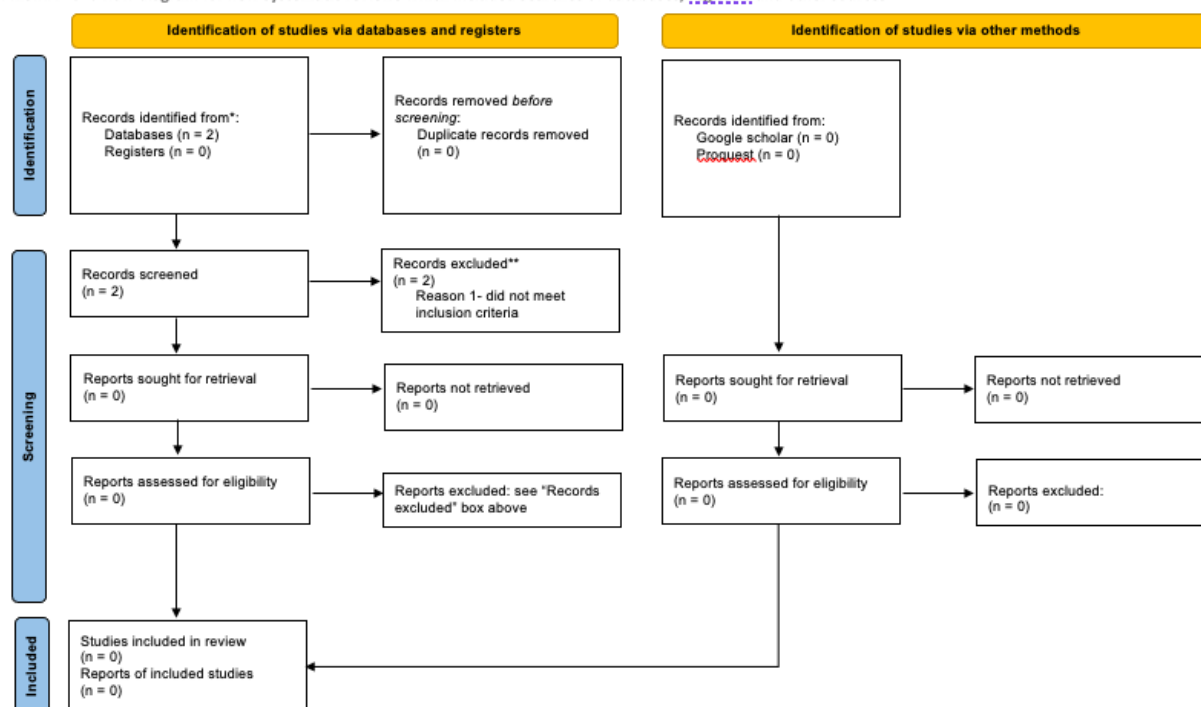 Identification of studies via databases and registers
Identification of studies via other methods
Identification
Records identified from*:
Databases (n = 2)
Registers (n = 0)
Records removed before
screening:
Duplicate records removed
(n = 0)
Records identified from:
Google scholar (n = 0)
Proquest (n = 0)
Screening
Records screened
(n = 2)
Records excluded**
(n = 2)
Reason 1- did not meet
inclusion criteria
Reports sought for retrieval
(n = 0)
Reports not retrieved
(n = 0)
Reports sought for retrieval
(n = 0)
Reports not retrieved
(n = 0)
Reports assessed for eligibility
(n = 0)
Reports excluded: see "Records
excluded" box above
Reports assessed for eligibility
(n = 0)
Reports excluded:
(n = 0)
Included
Studies included in review
(n = 0)
Reports of included studies
(n = 0)